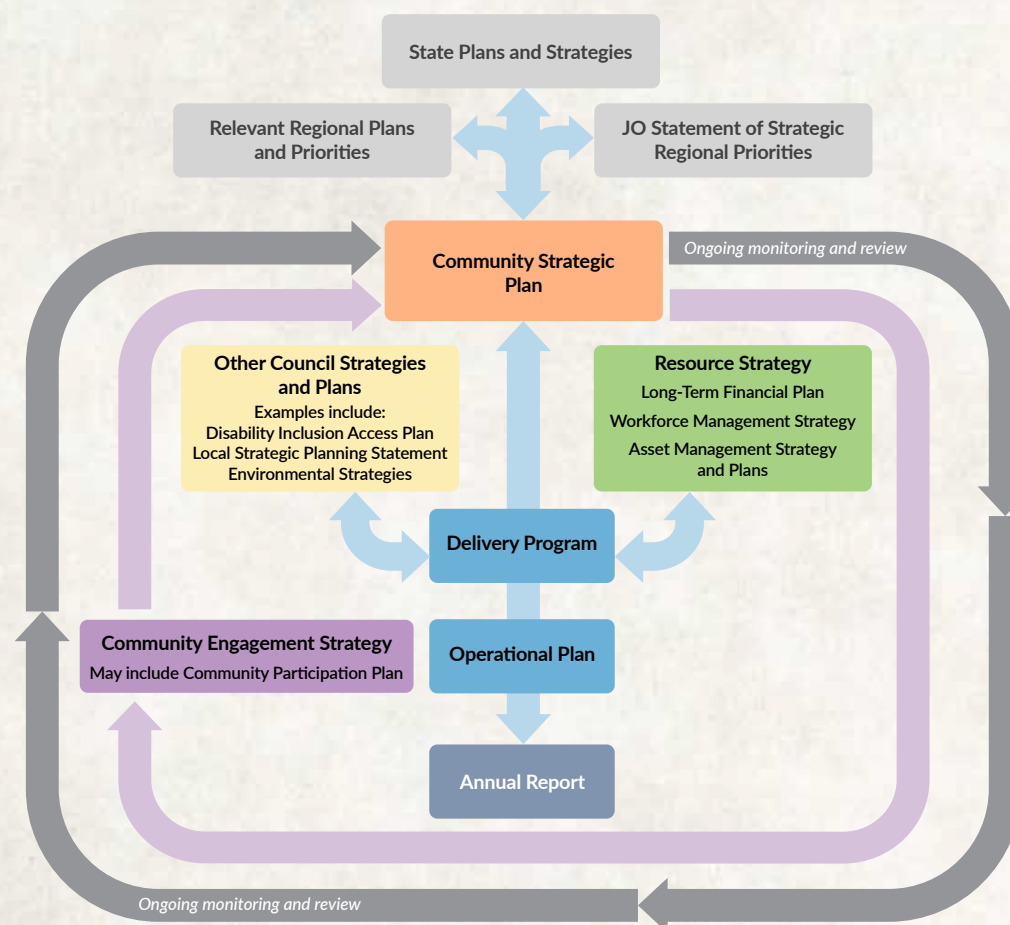 State Plans and Strategies
Relevant Regional Plans
and Priorities
JO Statement of Strategic
Regional Priorities
Community Strategic
Plan
Ongoing monitoring and review
Other Council Strategies
and Plans
Examples include:
Disability Inclusion Access Plan
Local Strategic Planning Statement
Environmental Strategies
Resource Strategy
Long-Term Financial Plan
Workforce Management Strategy
Asset Management Strategy
and Plans
Delivery Program
Community Engagement Strategy
May include Community Participation Plan
Operational Plan
Annual Report
Ongoing monitoring and review